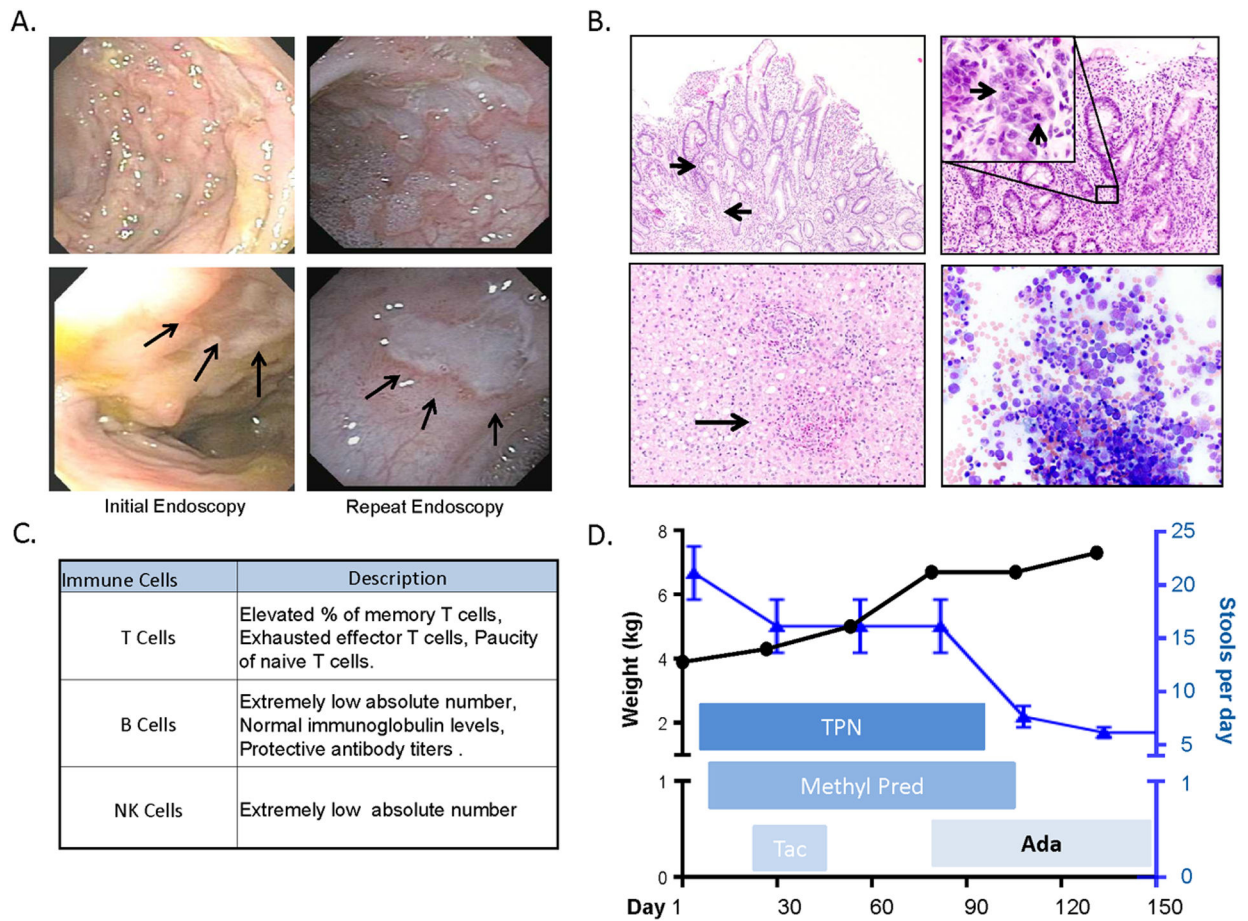 A.
B.
Initial Endoscopy
Repeat Endoscopy
C.
Immune Cells
Description
T Cells
Elevated % of memory T cells,
Exhausted effector T cells, Paucity
of naive T cells.
B Cells
Extremely low absolute number,
Normal immunoglobulin levels,
Protective antibody titers .
NK Cells
Extremely low absolute number
D.
8
6
4
2
1
0
Weight (kg)
25
20
15
10
5
1
0
Stools per day
TPN
Methyl Pred
Tac
Ada
Day 1 30 60 90 120 150